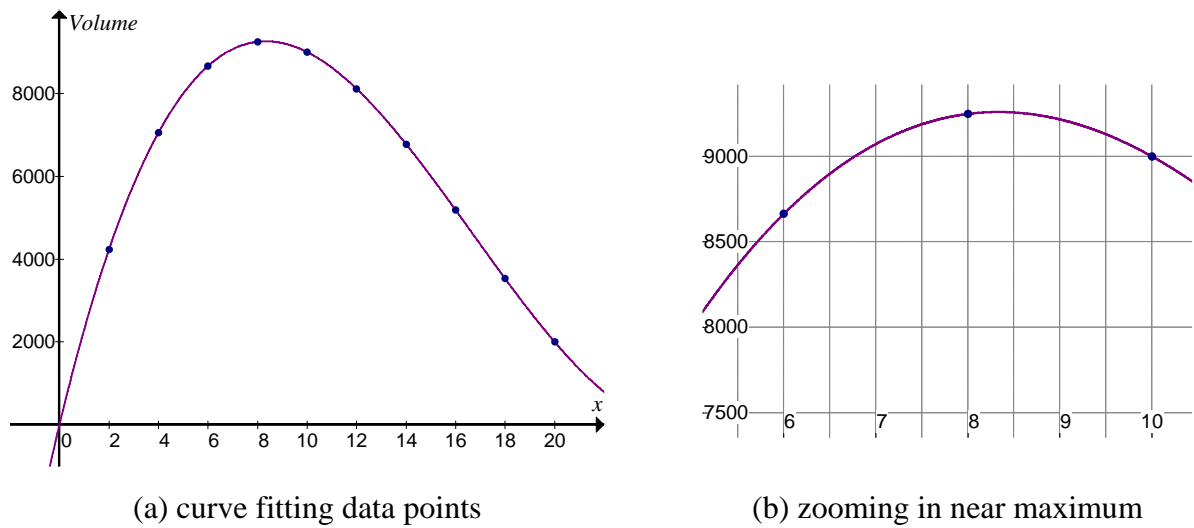 Volume
8000
6000
4000
2000
x
0 2 4 6 8 10 12 14 16 18 20
(a) curve fitting data points
9000
8500
8000
7500
6 7 8 9 10
(b) zooming in near maximum